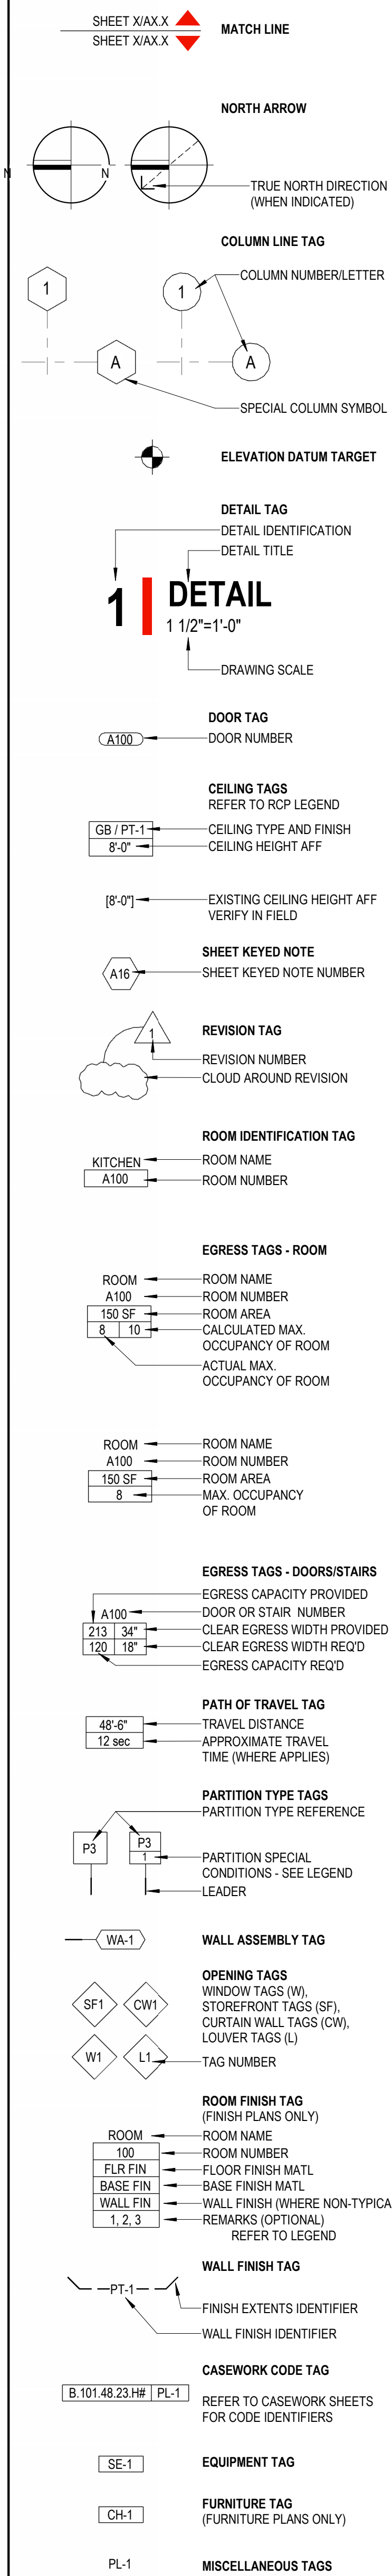 SHEET X/AX.X
SHEET X/AX.X
MATCH LINE
NORTH ARROW
N
N
TRUE NORTH DIRECTION
(WHEN INDICATED)
COLUMN LINE TAG
COLUMN NUMBER/LETTER
1
1
A
A
SPECIAL COLUMN SYMBOL
ELEVATION DATUM TARGET
DETAIL TAG
DETAIL IDENTIFICATION
DETAIL TITLE
1
DETAIL
1 1/2"=1'-0"
DRAWING SCALE
DOOR TAG
A100
DOOR NUMBER
CEILING TAGS
REFER TO RCP LEGEND
GB / PT-1
CEILING TYPE AND FINISH
8'-0"
CEILING HEIGHT AFF
[8'-0"]
EXISTING CEILING HEIGHT AFF
VERIFY IN FIELD
SHEET KEYED NOTE
A16
SHEET KEYED NOTE NUMBER
REVISION TAG
1
REVISION NUMBER
CLOUD AROUND REVISION
ROOM IDENTIFICATION TAG
KITCHEN
ROOM NAME
A100
ROOM NUMBER
EGRESS TAGS - ROOM
ROOM
ROOM NAME
A100
ROOM NUMBER
150 SF
ROOM AREA
8 10
CALCULATED MAX.
OCCUPANCY OF ROOM
ACTUAL MAX.
OCCUPANCY OF ROOM
ROOM
ROOM NAME
A100
ROOM NUMBER
150 SF
ROOM AREA
8
MAX. OCCUPANCY
OF ROOM
EGRESS TAGS - DOORS/STAIRS
EGRESS CAPACITY PROVIDED
A100
DOOR OR STAIR NUMBER
213 34"
CLEAR EGRESS WIDTH PROVIDED
120 18"
CLEAR EGRESS WIDTH REQ'D
EGRESS CAPACITY REQ'D
PATH OF TRAVEL TAG
48'-6"
TRAVEL DISTANCE
12 sec
APPROXIMATE TRAVEL
TIME (WHERE APPLIES)
PARTITION TYPE TAGS
PARTITION TYPE REFERENCE
P3
P3
1
PARTITION SPECIAL
CONDITIONS - SEE LEGEND
LEADER
WA-1
WALL ASSEMBLY TAG
OPENING TAGS
WINDOW TAGS (W),
STOREFRONT TAGS (SF),
CURTAIN WALL TAGS (CW),
LOUVER TAGS (L)
SF1
CW1
W1
L1
TAG NUMBER
ROOM FINISH TAG
(FINISH PLANS ONLY)
ROOM
ROOM NAME
100
ROOM NUMBER
FLR FIN
FLOOR FINISH MATL
BASE FIN
BASE FINISH MATL
WALL FIN
WALL FINISH (WHERE NON-TYPICA
1, 2, 3
REMARKS (OPTIONAL)
REFER TO LEGEND
WALL FINISH TAG
PT-1
FINISH EXTENTS IDENTIFIER
WALL FINISH IDENTIFIER
CASEWORK CODE TAG
B.101.48.23.H# PL-1
REFER TO CASEWORK SHEETS
FOR CODE IDENTIFIERS
SE-1
EQUIPMENT TAG
CH-1
FURNITURE TAG
(FURNITURE PLANS ONLY)
PL-1
MISCELLANEOUS TAGS